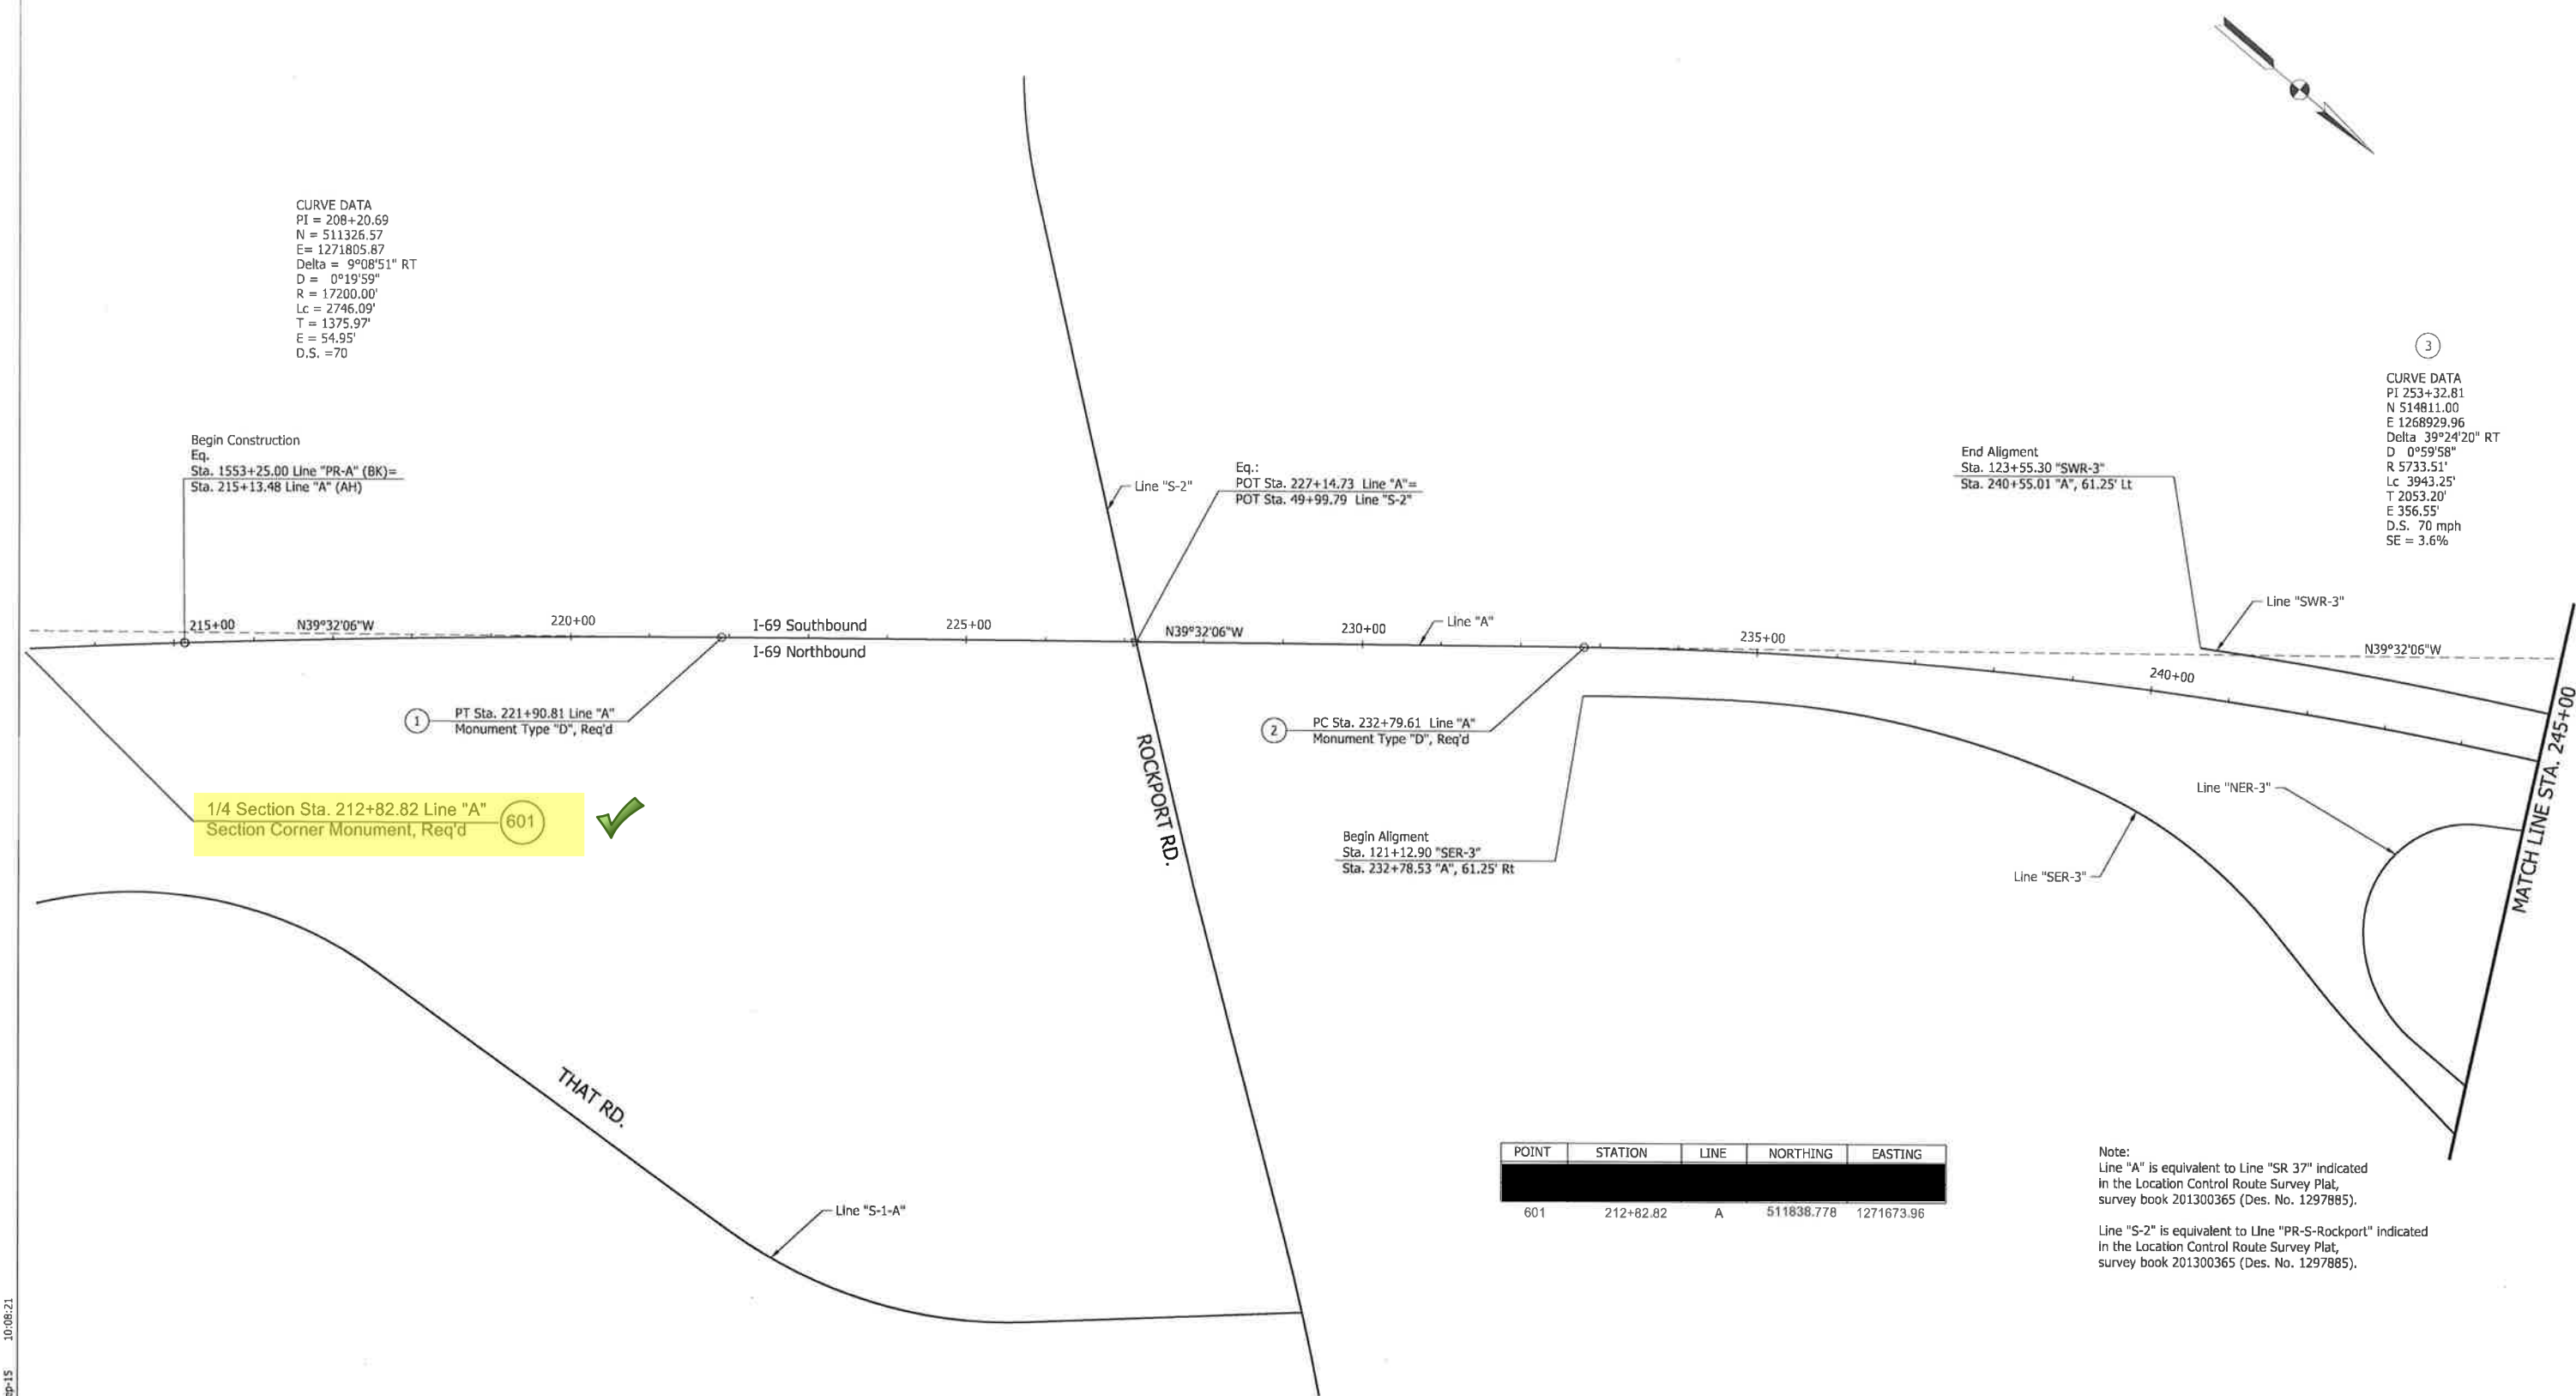 CURVE DATA
PI = 208+20.69
N = 511326.57
E= 1271805.87
Delta = 9°08'51" RT
D = 0°19'59"
R = 17200.00'
Lc = 2746.09'
T = 1375.97'
E = 54.95'
D.S. =70
3
CURVE DATA
PI 253+32.81
N 514811.00
E 1268929.96
Delta 39°24'20" RT
D 0°59'58"
R 5733.51'
Lc 3943.25'
T 2053.20'
E 356.55'
D.S. 70 mph
SE = 3.6%
Begin Construction
Eq.
Sta. 1553+25.00 Line "PR-A" (BK)=
Sta. 215+13.48 Line "A" (AH)
Line "S-2"
Eq.:
POT Sta. 227+14.73 Line "A"=
POT Sta. 49+99.79 Line "S-2"
End Aligment
Sta. 123+55.30 "SWR-3"
Sta. 240+55.01 "A", 61.25' Lt
Line "SWR-3"
215+00
N39°32'06"W
220+00
I-69 Southbound
I-69 Northbound
225+00
N39°32'06"W
230+00
Line "A"
235+00
240+00
N39°32'06"W
1
PT Sta. 221+90.81 Line "A"
Monument Type "D", Req'd
2
PC Sta. 232+79.61 Line "A"
Monument Type "D", Req'd
1/4 Section Sta. 212+82.82 Line "A"
Section Corner Monument, Req'd
601
ROCKPORT RD.
Begin Aligment
Sta. 121+12.90 "SER-3"
Sta. 232+78.53 "A", 61.25' Rt
Line "NER-3"
Line "SER-3"
MATCH LINE STA. 245+00
THAT RD.
Line "S-1-A"
POINT STATION LINE NORTHING EASTING
601 212+82.82 A 511838.778 1271673.96
Note:
Line "A" is equivalent to Line "SR 37" indicated
in the Location Control Route Survey Plat,
survey book 201300365 (Des. No. 1297885).
Line "S-2" is equivalent to Line "PR-S-Rockport" indicated
in the Location Control Route Survey Plat,
survey book 201300365 (Des. No. 1297885).
10:08:21